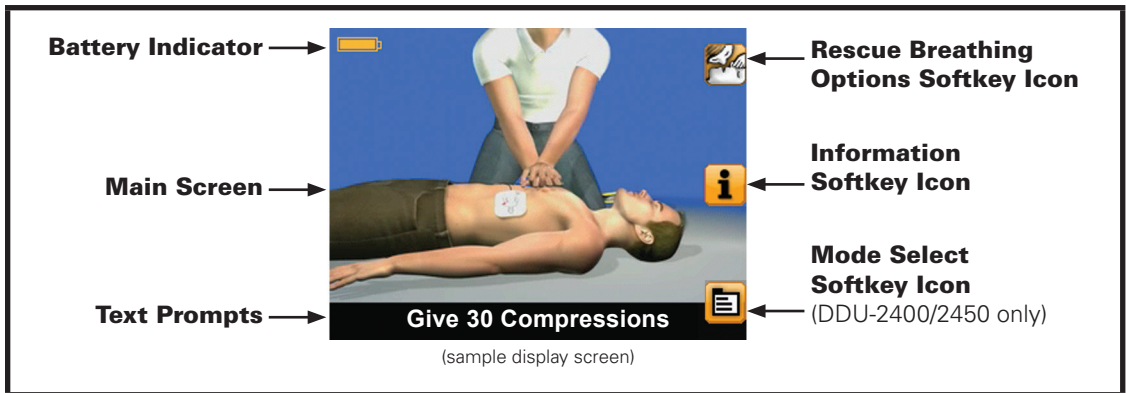 Battery Indicator
Main Screen
Text Prompts
Give 30 Compressions
(sample display screen)
Rescue Breathing
Options Softkey Icon
Information
Softkey Icon
Mode Select
Softkey Icon
(DDU-2400/2450 only)